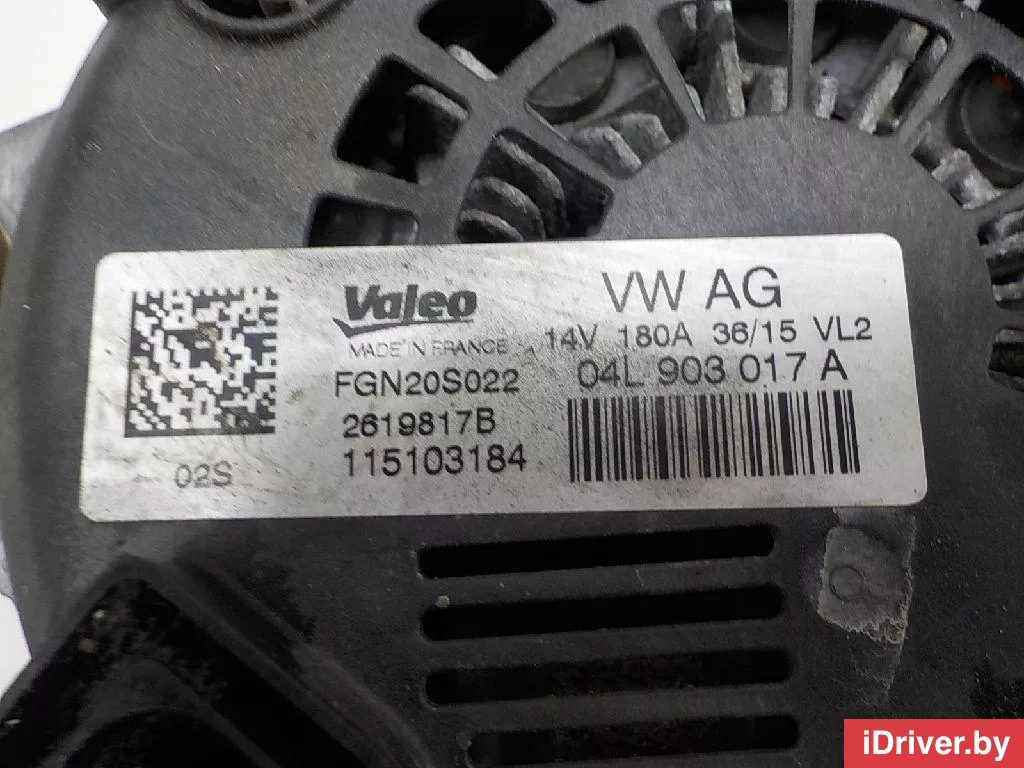 Valeo
MADE IN FRANCE
FGN20S022
2619817B
115103184
02S
VW AG
14V 180A 36/15 VL2
04L 903 017 A
iDriver.by